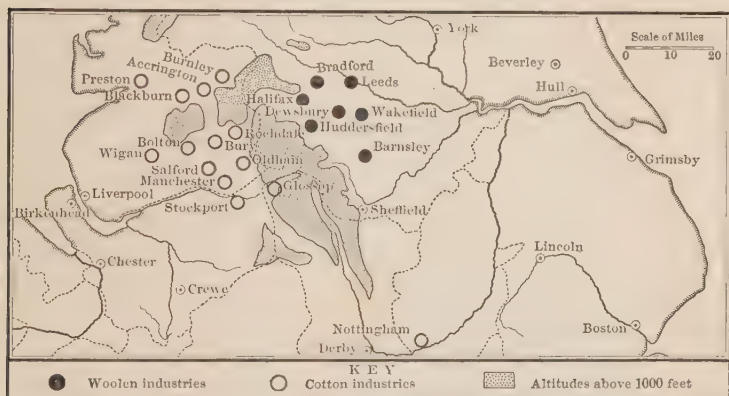 York
Scale of Miles
0 10 20
Burnley
Bradford
Beverley
Accrington
Preston
Leeds
Hull
Blackburn
Halifax
Dewsbury
Wakefield
Huddersfield
Rochdale
Bolton
Bury
Barnsley
Grimsby
Wigan
Oldham
Salford
Manchester
Glossop
Liverpool
Birkenhead
Stockport
Sheffield
Lincoln
Chester
Crewe
Nottingham
Boston
Derby
KEY
Woolen industries
Cotton industries
Altitudes above 1000 feet